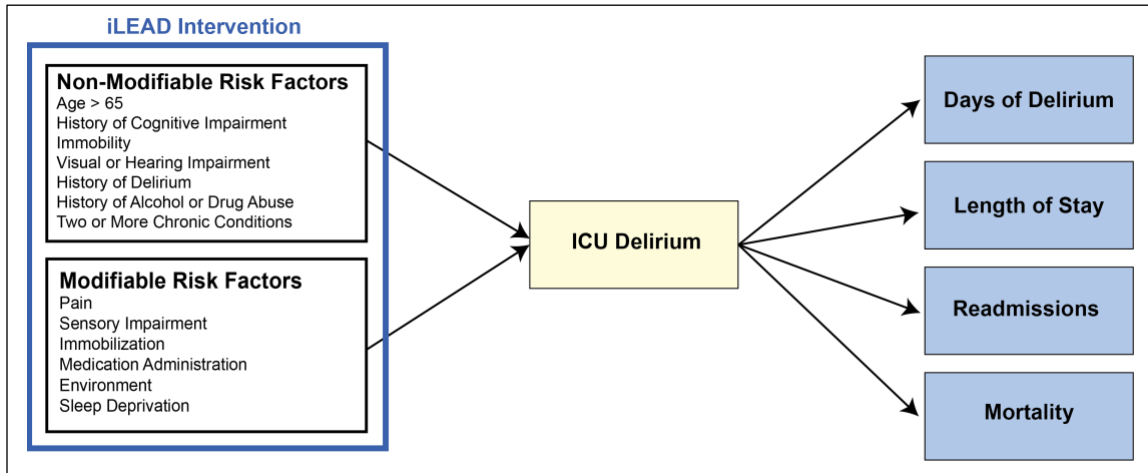 iLEAD Intervention
Non-Modifiable Risk Factors
Age > 65
History of Cognitive Impairment
Immobility
Visual or Hearing Impairment
History of Delirium
History of Alcohol or Drug Abuse
Two or More Chronic Conditions
Modifiable Risk Factors
Pain
Sensory Impairment
Immobilization
Medication Administration
Environment
Sleep Deprivation
ICU Delirium
Days of Delirium
Length of Stay
Readmissions
Mortality